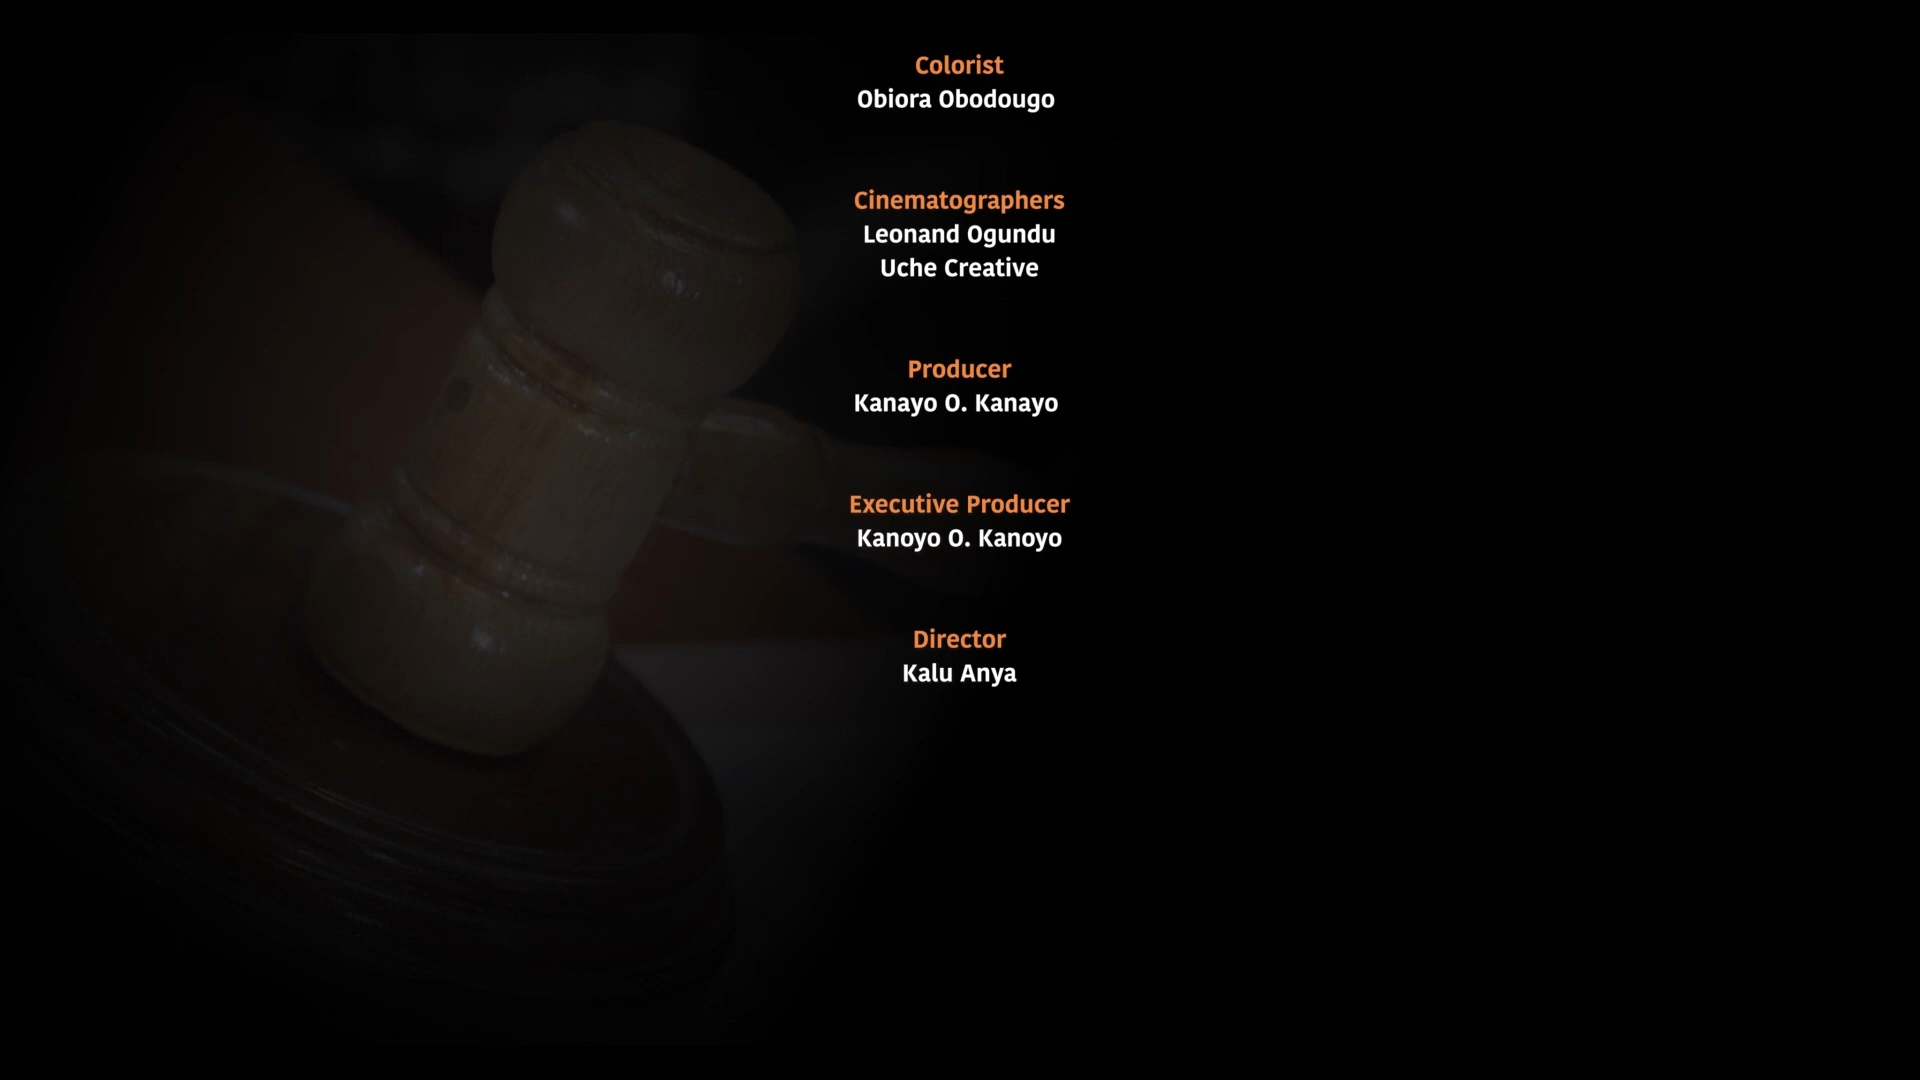 Colorist
Obiora Obodougo
Cinematographers
Leonand Ogundu
Uche Creative
Producer
Kanayo O. Kanayo
Executive Producer
Kanoyo O. Kanoyo
Director
Kalu Anya